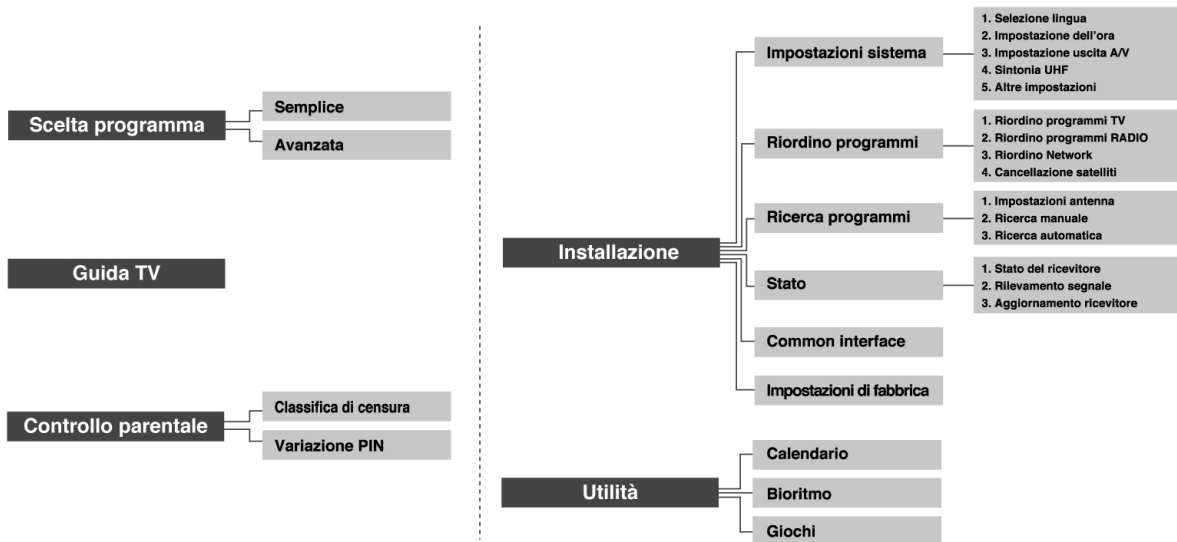 Scelta programma
Semplice
Avanzata
Guida TV
Controllo parentale
Classifica di censura
Variazione PIN
Installazione
Impostazioni sistema
1. Selezione lingua
2. Impostazione dell'ora
3. Impostazione uscita A/V
4. Sintonia UHF
5. Altre impostazioni
Riordino programmi
1. Riordino programmi TV
2. Riordino programmi RADIO
3. Riordino Network
4. Cancellazione satelliti
Ricerca programmi
1. Impostazioni antenna
2. Ricerca manuale
3. Ricerca automatica
Stato
1. Stato del ricevitore
2. Rilevamento segnale
3. Aggiornamento ricevitore
Common interface
Impostazioni di fabbrica
Utilità
Calendario
Bioritmo
Giochi